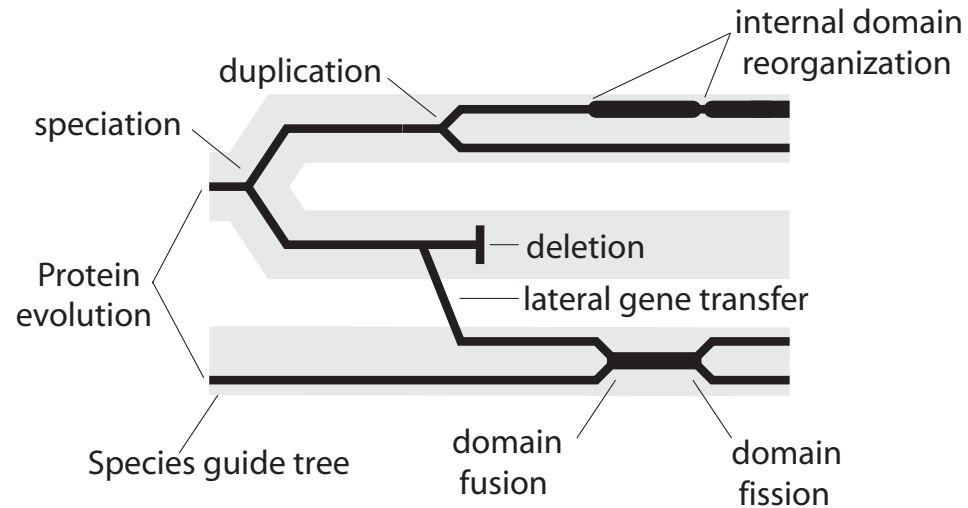 internal domain
reorganization
duplication
speciation
deletion
Protein
evolution
lateral gene transfer
Species guide tree
domain
fusion
domain
fission